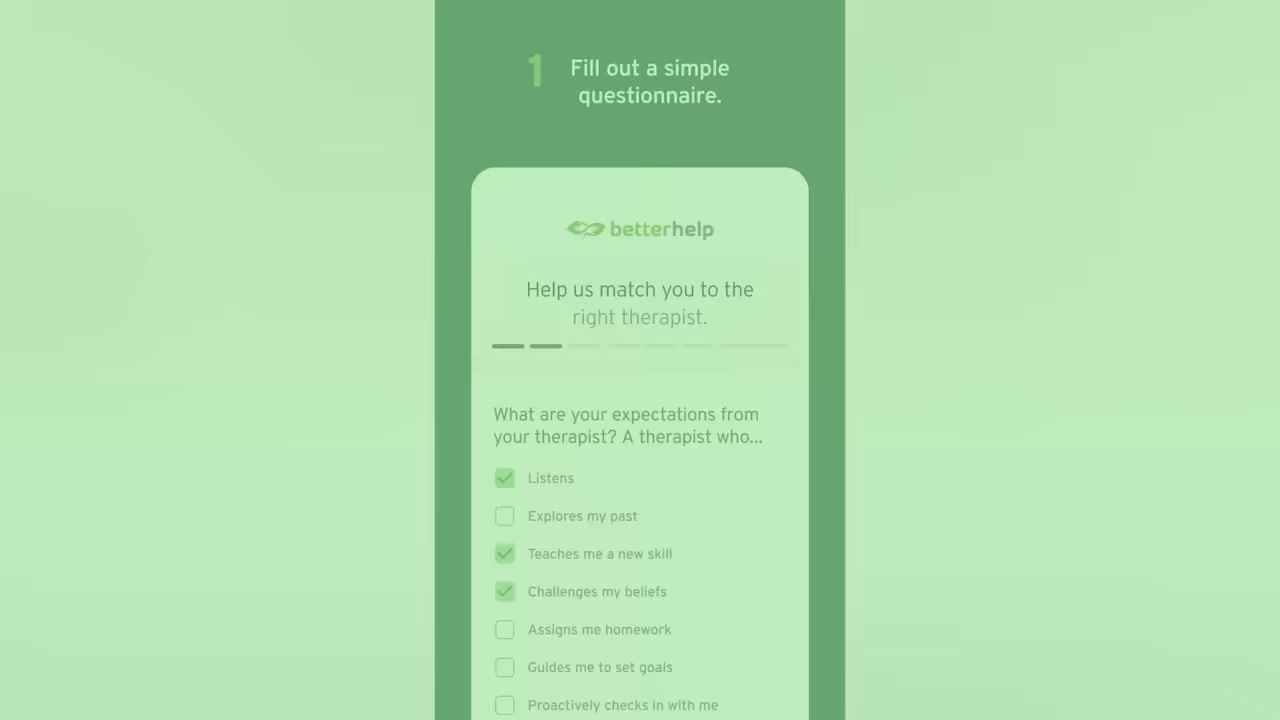 1 Fill out a simple
questionnaire.
betterhelp
Help us match you to the
right therapist.
What are your expectations from
your therapist? A therapist who...
Listens
Explores my past
Teaches me a new skill
Challenges my beliefs
Assigns me homework
Guides me to set goals
Proactively checks in with me